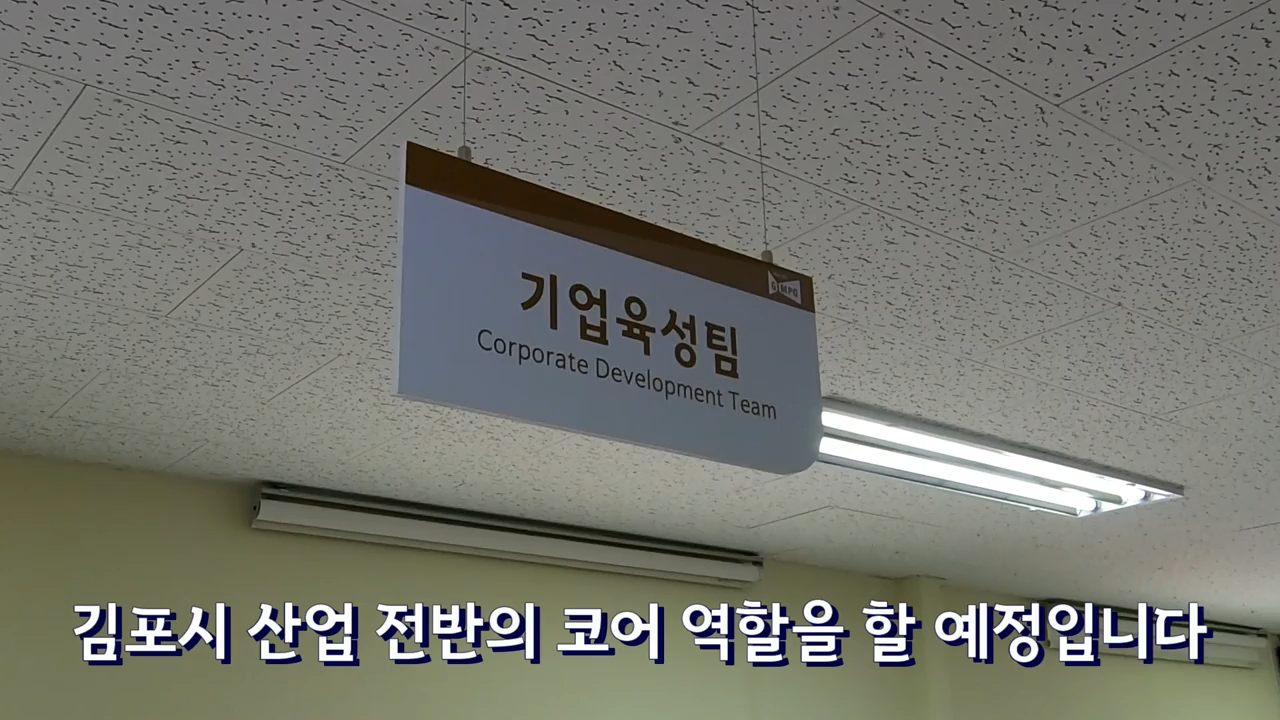 GMPO
기업육성팀
Corporate Development Team
김포시 산업 전반의 코어 역할을 할 예정입니다